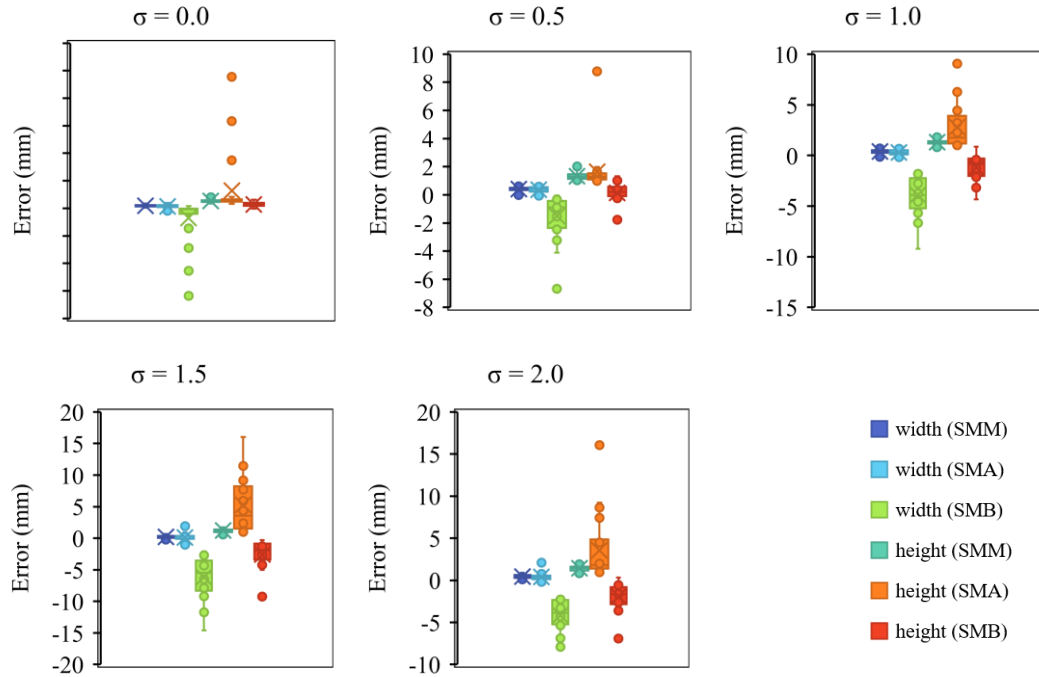 σ = 0.0
Error (mm)
σ = 0.5
Error (mm)
10
8
6
4
2
0
-2
-4
-6
-8
σ = 1.0
Error (mm)
10
5
0
-5
-10
-15
σ = 1.5
Error (mm)
20
15
10
5
0
-5
-10
-15
-20
σ = 2.0
Error (mm)
20
15
10
5
0
-5
-10
width (SMM)
width (SMA)
width (SMB)
height (SMM)
height (SMA)
height (SMB)